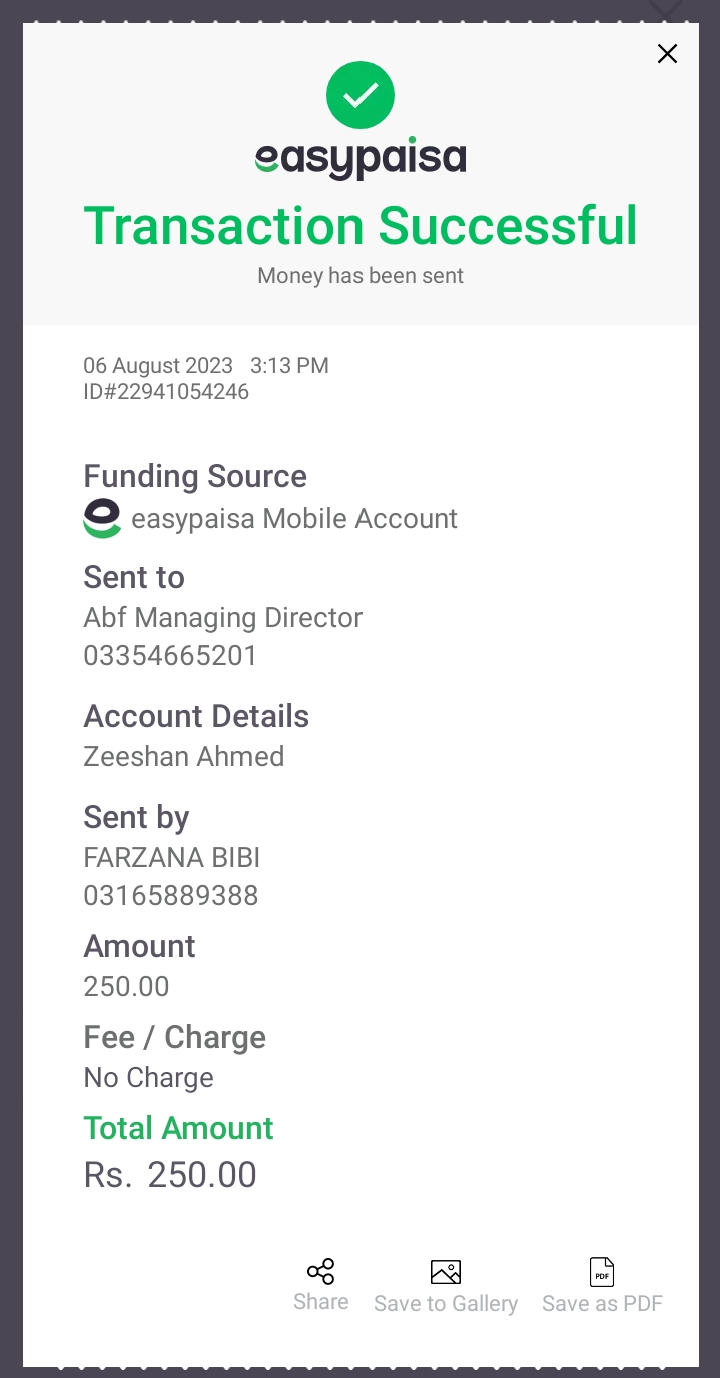 easypaisa
Transaction Successful
Money has been sent
06 August 2023 3:13 PM
ID#22941054246
Funding Source
easypaisa Mobile Account
Sent to
Abf Managing Director
03354665201
Account Details
Zeeshan Ahmed
Sent by
FARZANA BIBI
03165889388
Amount
250.00
Fee / Charge
No Charge
Total Amount
Rs. 250.00
PDF
Share Save to Gallery Save as PDF